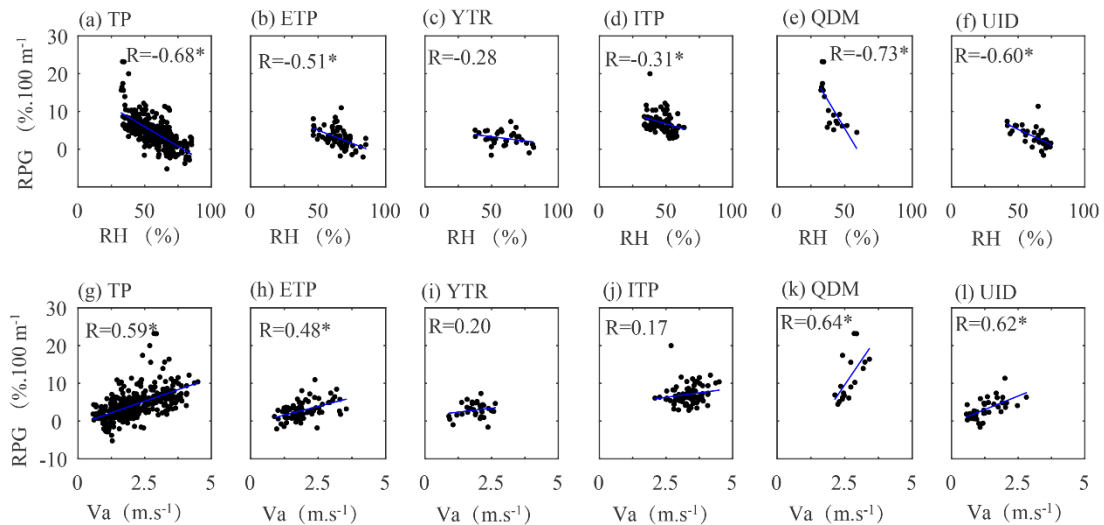 (a) TP (b) ETP (c) YTR (d) ITP (e) QDM (f) UID
R=-0.68* R=-0.51* R=-0.28 R=-0.31* R=-0.73* R=-0.60*
30
20
10
0
RPG (%.100 m-1)
0 50 100 0 50 100 0 50 100 0 50 100 0 50 100 0 50 100
RH (%) RH (%) RH (%) RH (%) RH (%) RH (%)
(g) TP (h) ETP (i) YTR (j) ITP (k) QDM (l) UID
R=0.59* R=0.48* R=0.20 R=0.17 R=0.64* R=0.62*
30
20
10
0
-10
RPG (%.100 m-1)
0 2.5 5 0 2.5 5 0 2.5 5 0 2.5 5 0 2.5 5 0 2.5 5
Va (m.s-1) Va (m.s-1) Va (m.s-1) Va (m.s-1) Va (m.s-1) Va (m.s-1)